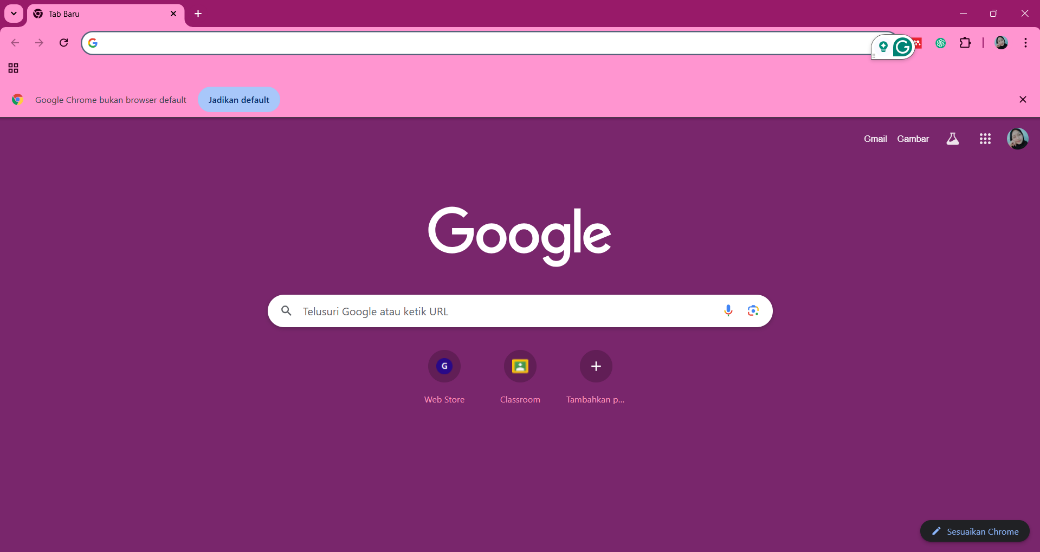 Tab Baru
Google Chrome bukan browser default
Jadikan default
Gmail
Gambar
Google
Telusuri Google atau ketik URL
G
Web Store
Classroom
Tambahkan p...
Sesuaikan Chrome